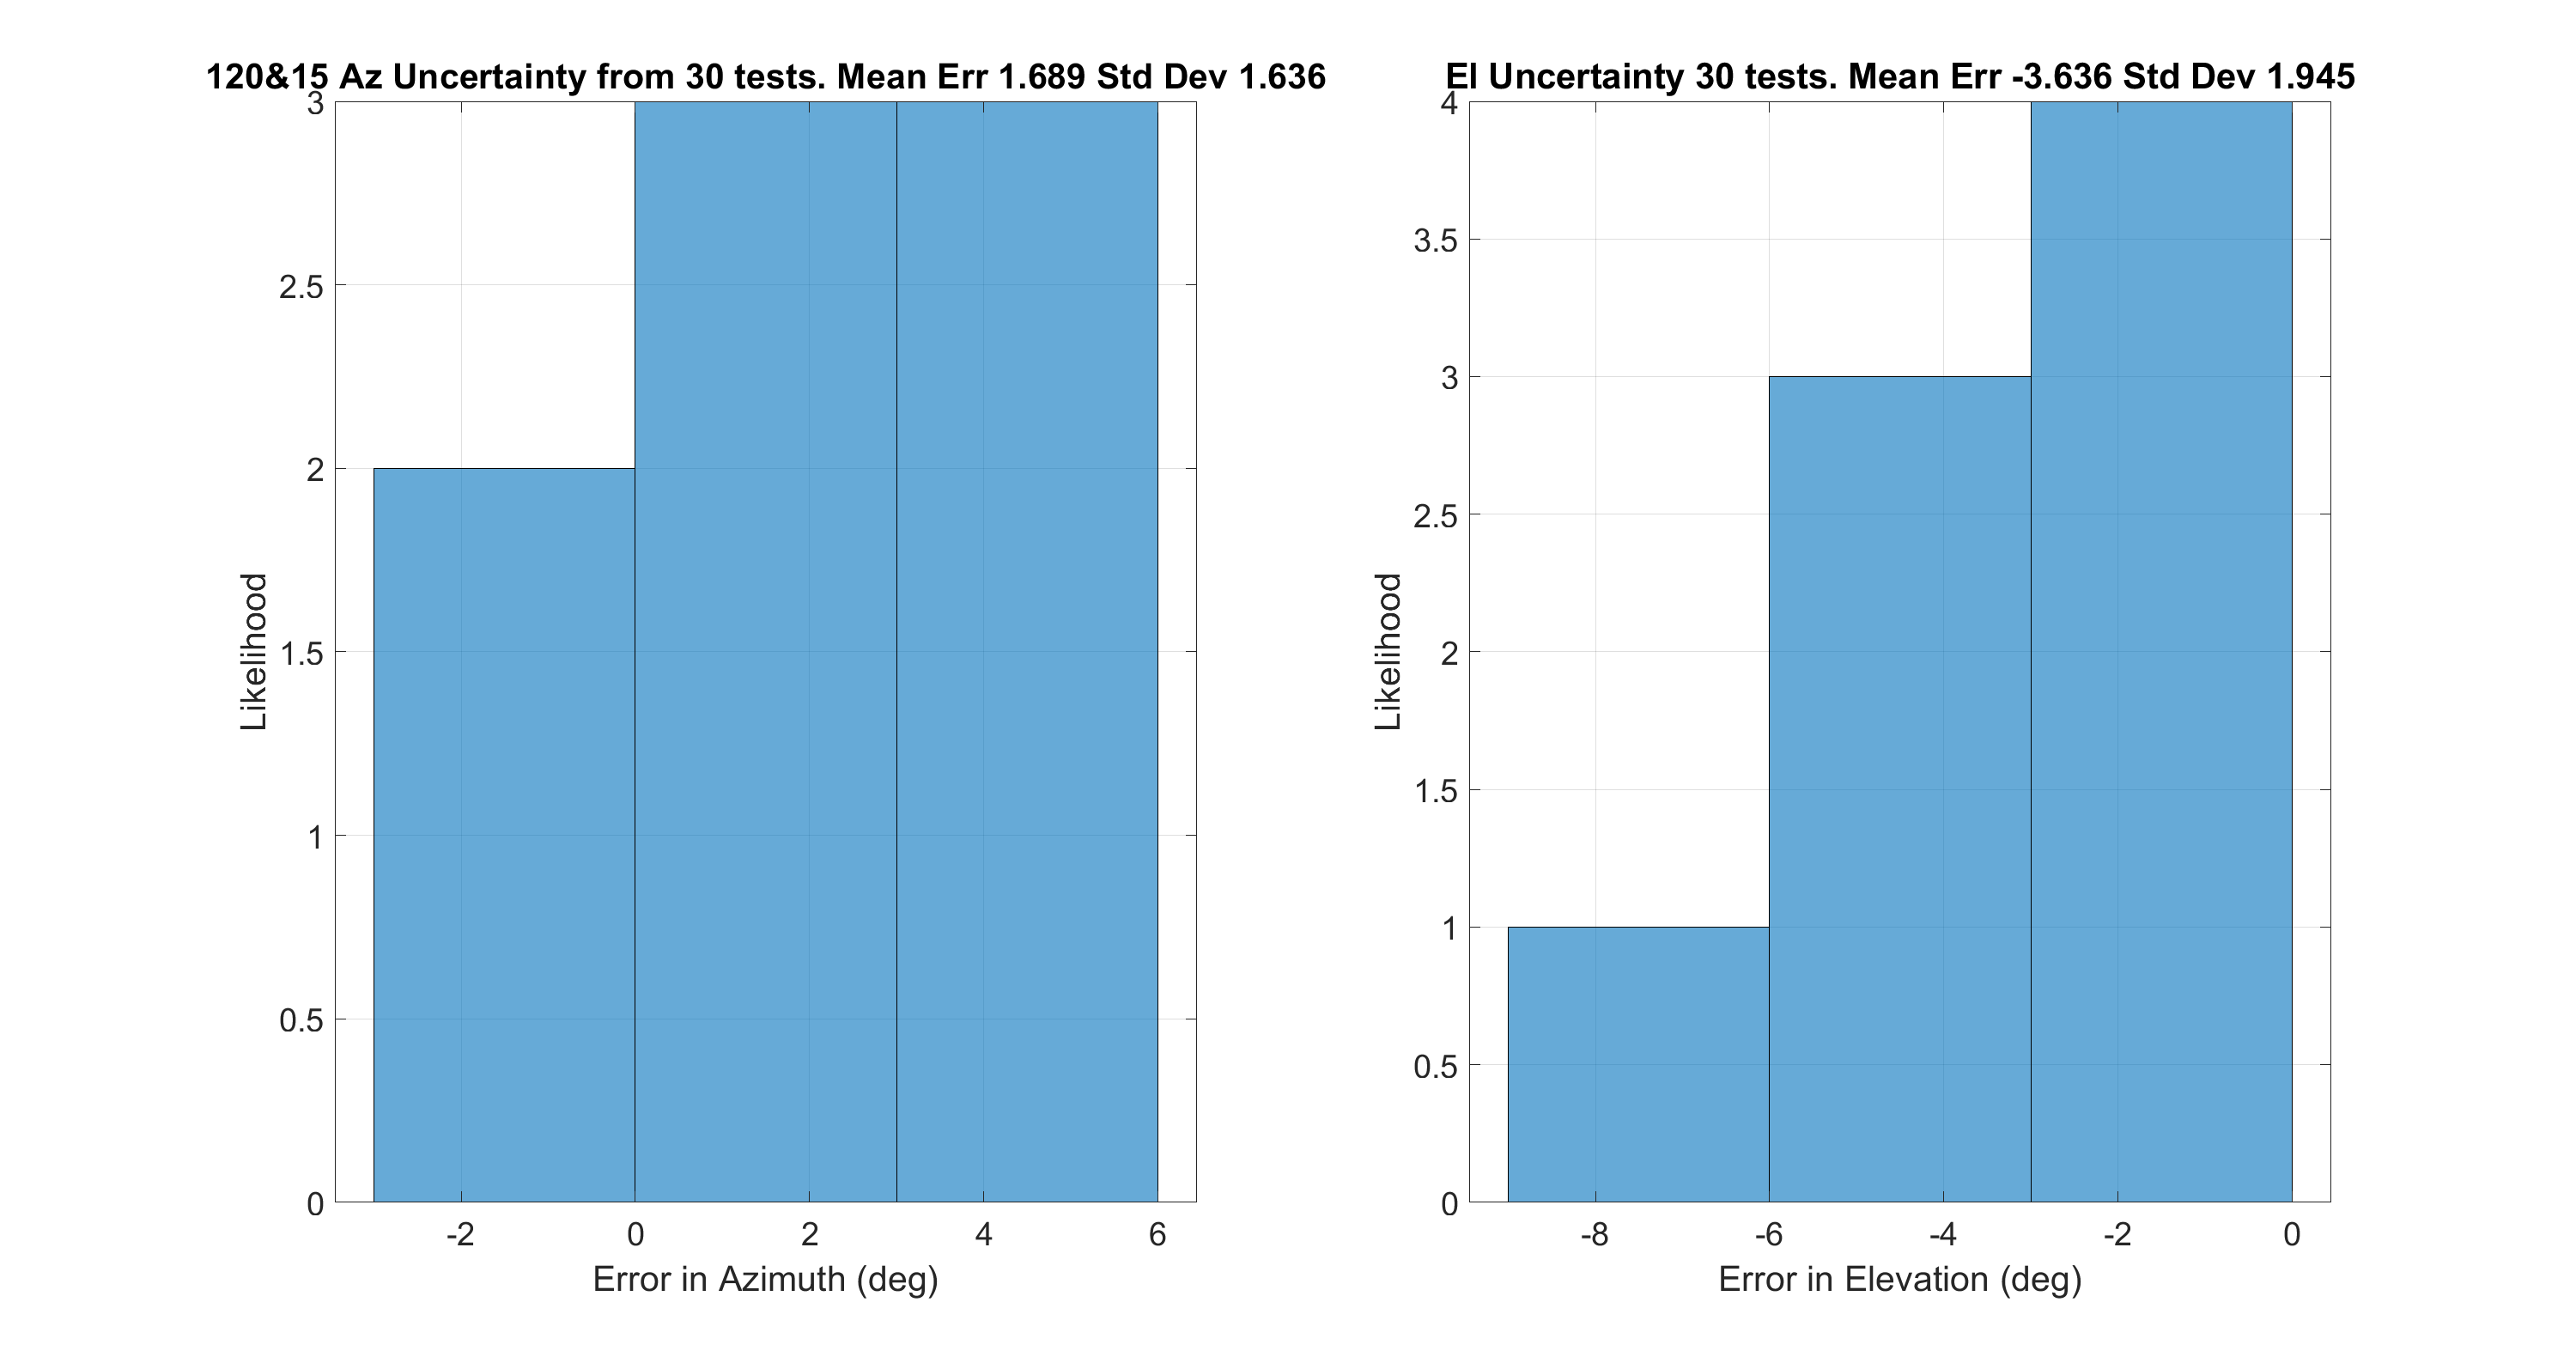 120&15 Az Uncertainty from 30 tests. Mean Err 1.689 Std Dev 1.636
3
2.5
2
1.5
1
0.5
0
Likelihood
-2 0 2 4 6
Error in Azimuth (deg)
El Uncertainty 30 tests. Mean Err -3.636 Std Dev 1.945
4
3.5
3
2.5
2
1.5
1
0.5
0
Likelihood
-8 -6 -4 -2 0
Error in Elevation (deg)